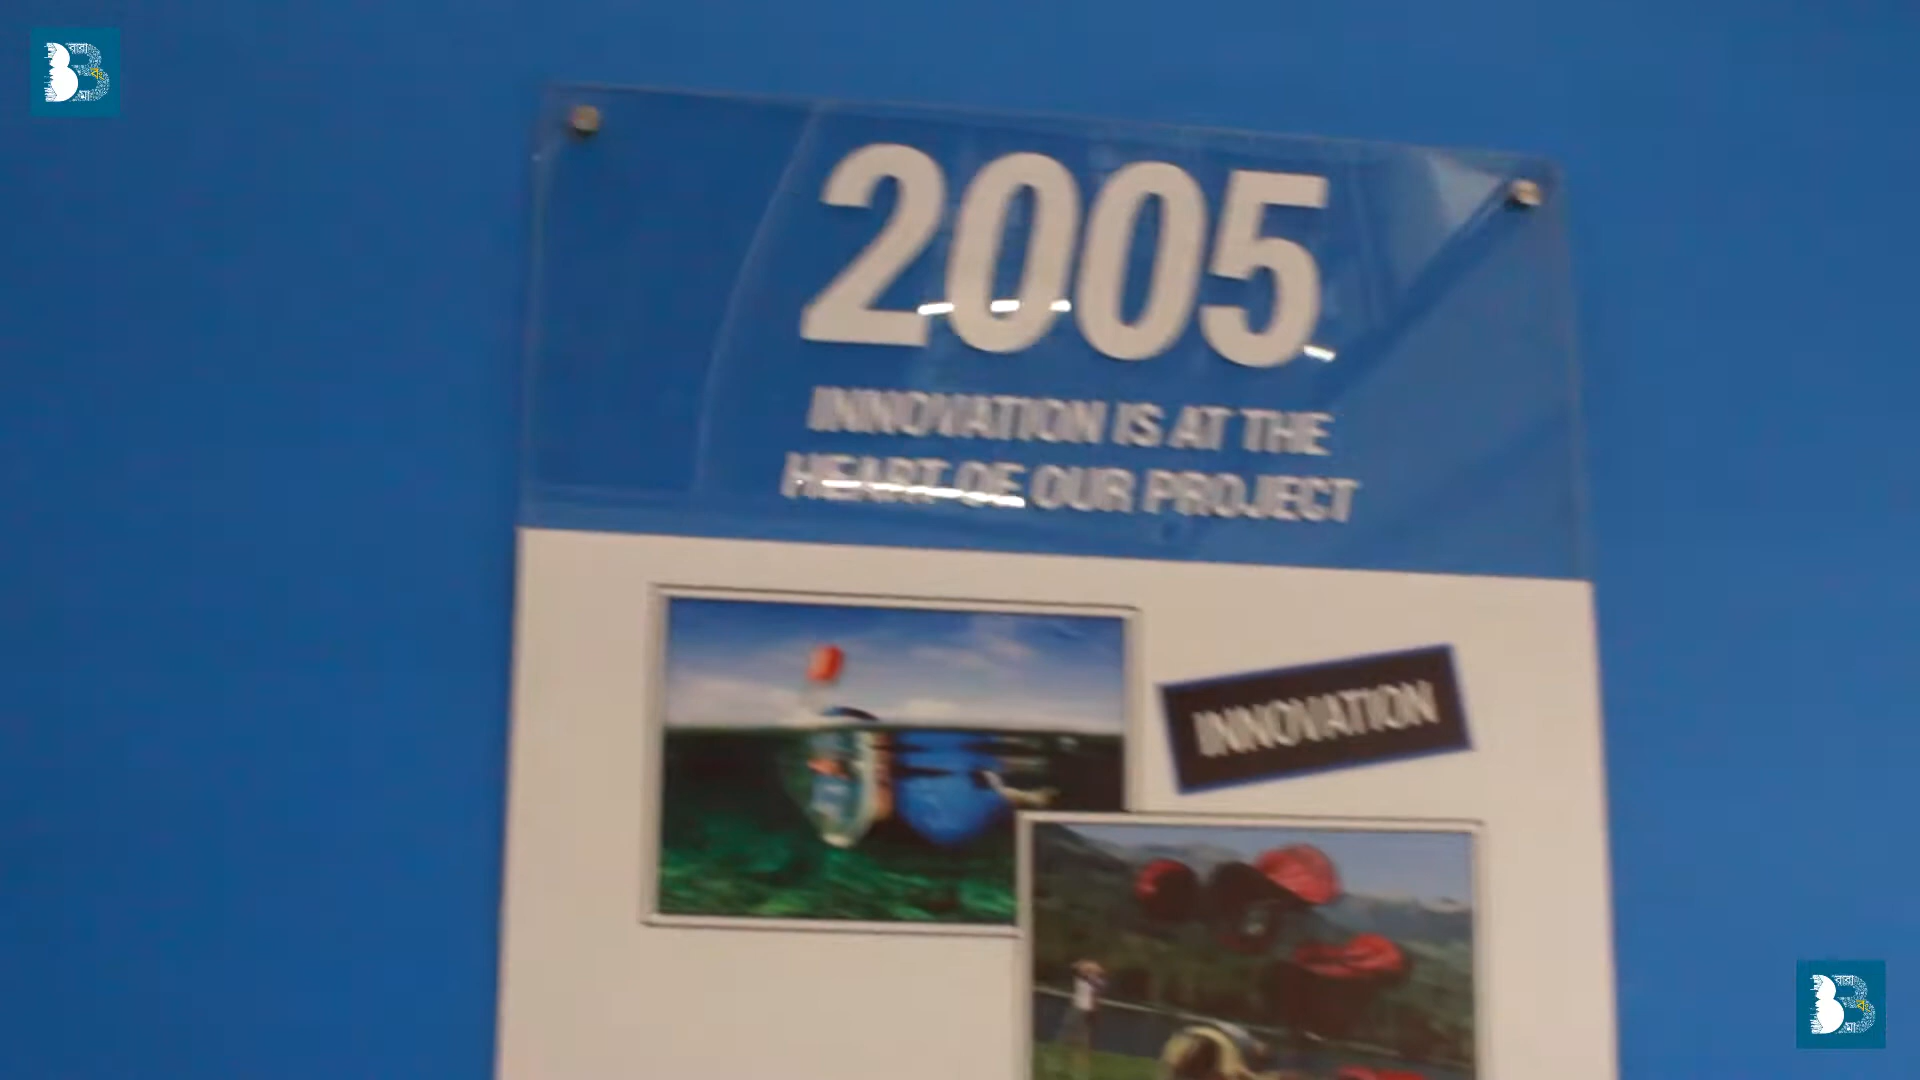 2005
INNOVATION IS AT THE
HEART OF OUR PROJECT
INNOVATION